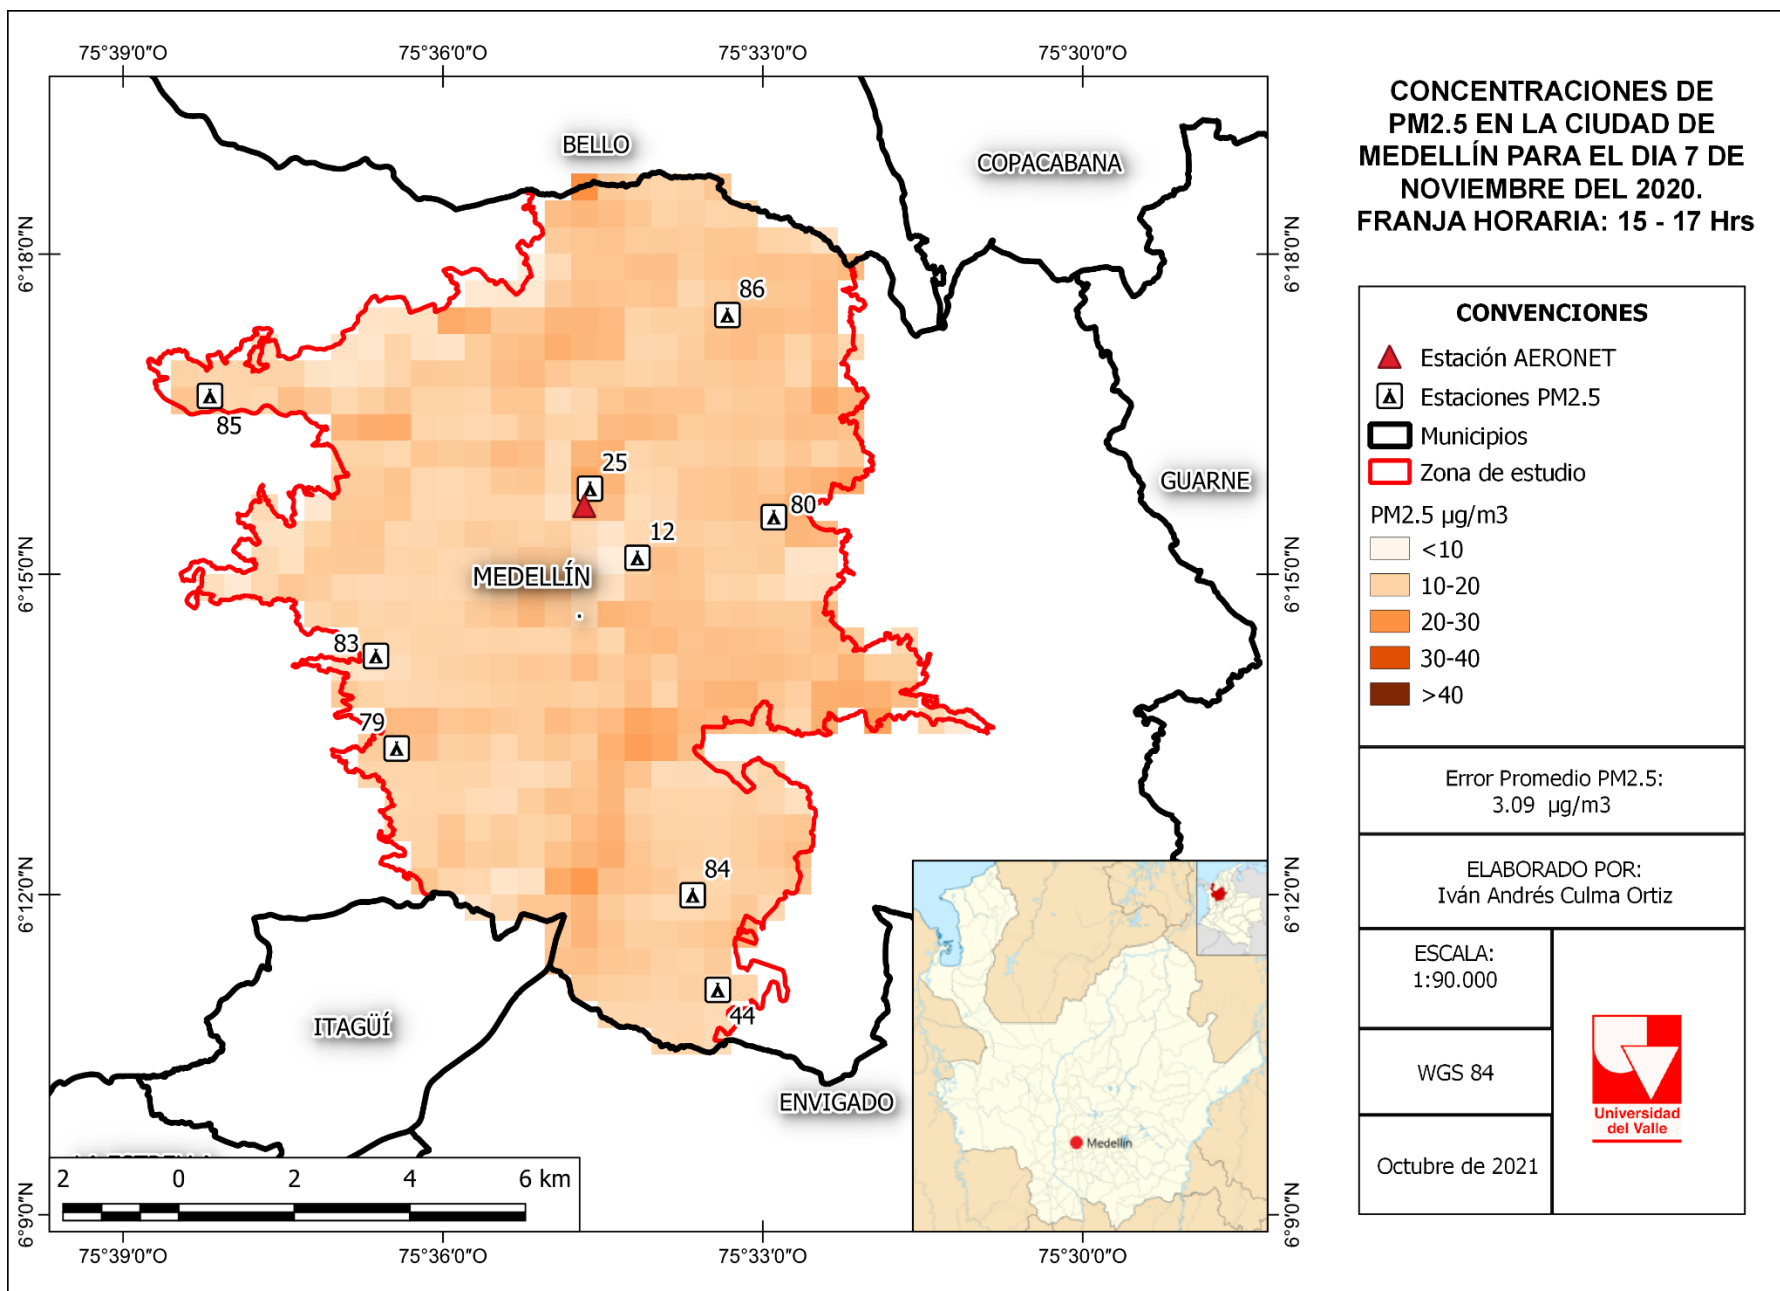 75°39'0"O
75°36'0"O
75°33'0"O
75°30'0"O
6°18'0"N
6°15'0"N
6°12'0"N
6°9'0"N
BELLO
COPACABANA
GUARNE
86
85
25
80
12
MEDELLÍN
83
79
84
44
ITAGÜÍ
ENVIGADO
2 0 2 4 6 km
Medellín
75°39'0"O
75°36'0"O
75°33'0"O
75°30'0"O
6°18'0"N
6°15'0"N
6°12'0"N
6°9'0"N
CONCENTRACIONES DE
PM2.5 EN LA CIUDAD DE
MEDELLÍN PARA EL DIA 7 DE
NOVIEMBRE DEL 2020.
FRANJA HORARIA: 15 - 17 Hrs
CONVENCIONES
Estación AERONET
Estaciones PM2.5
Municipios
Zona de estudio
PM2.5 µg/m3
<10
10-20
20-30
30-40
>40
Error Promedio PM2.5:
3.09 µg/m3
ELABORADO POR:
Iván Andrés Culma Ortiz
ESCALA:
1:90.000
WGS 84
Octubre de 2021
Universidad
del Valle